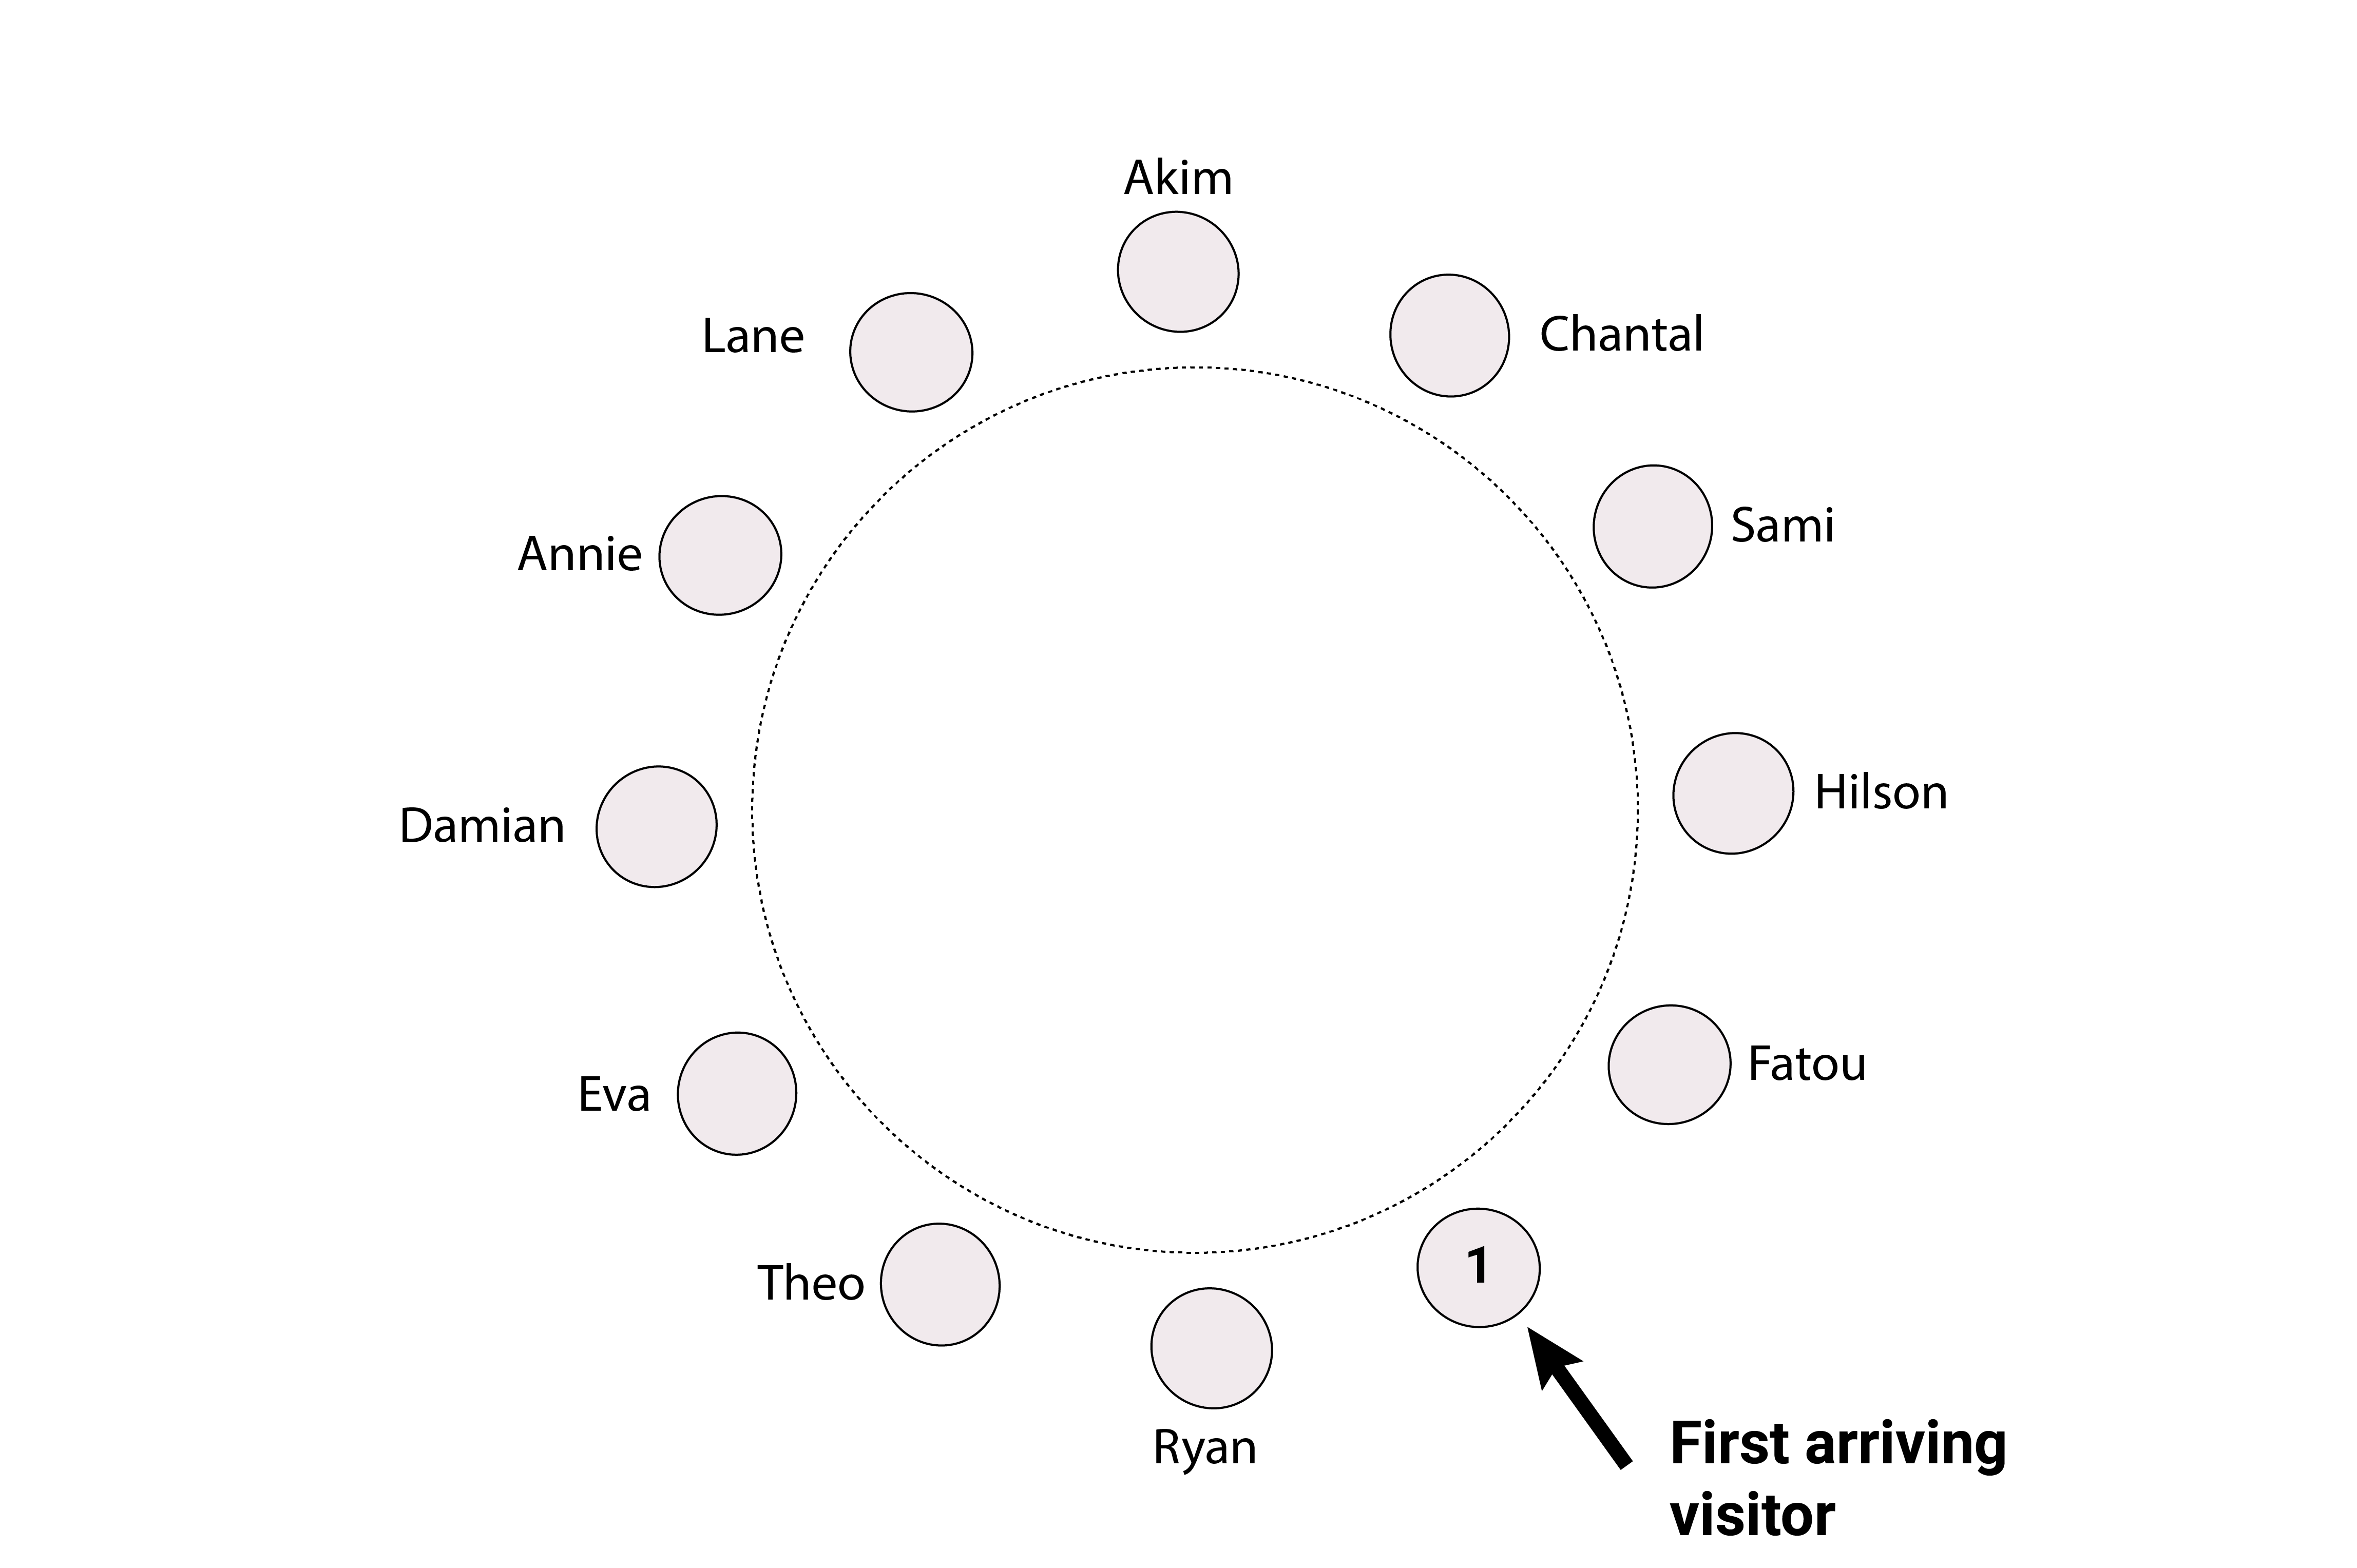 Akim
Lane
Chantal
Sami
Annie
Hilson
Damian
Fatou
Eva
1
Theo
Ryan
First arriving
visitor